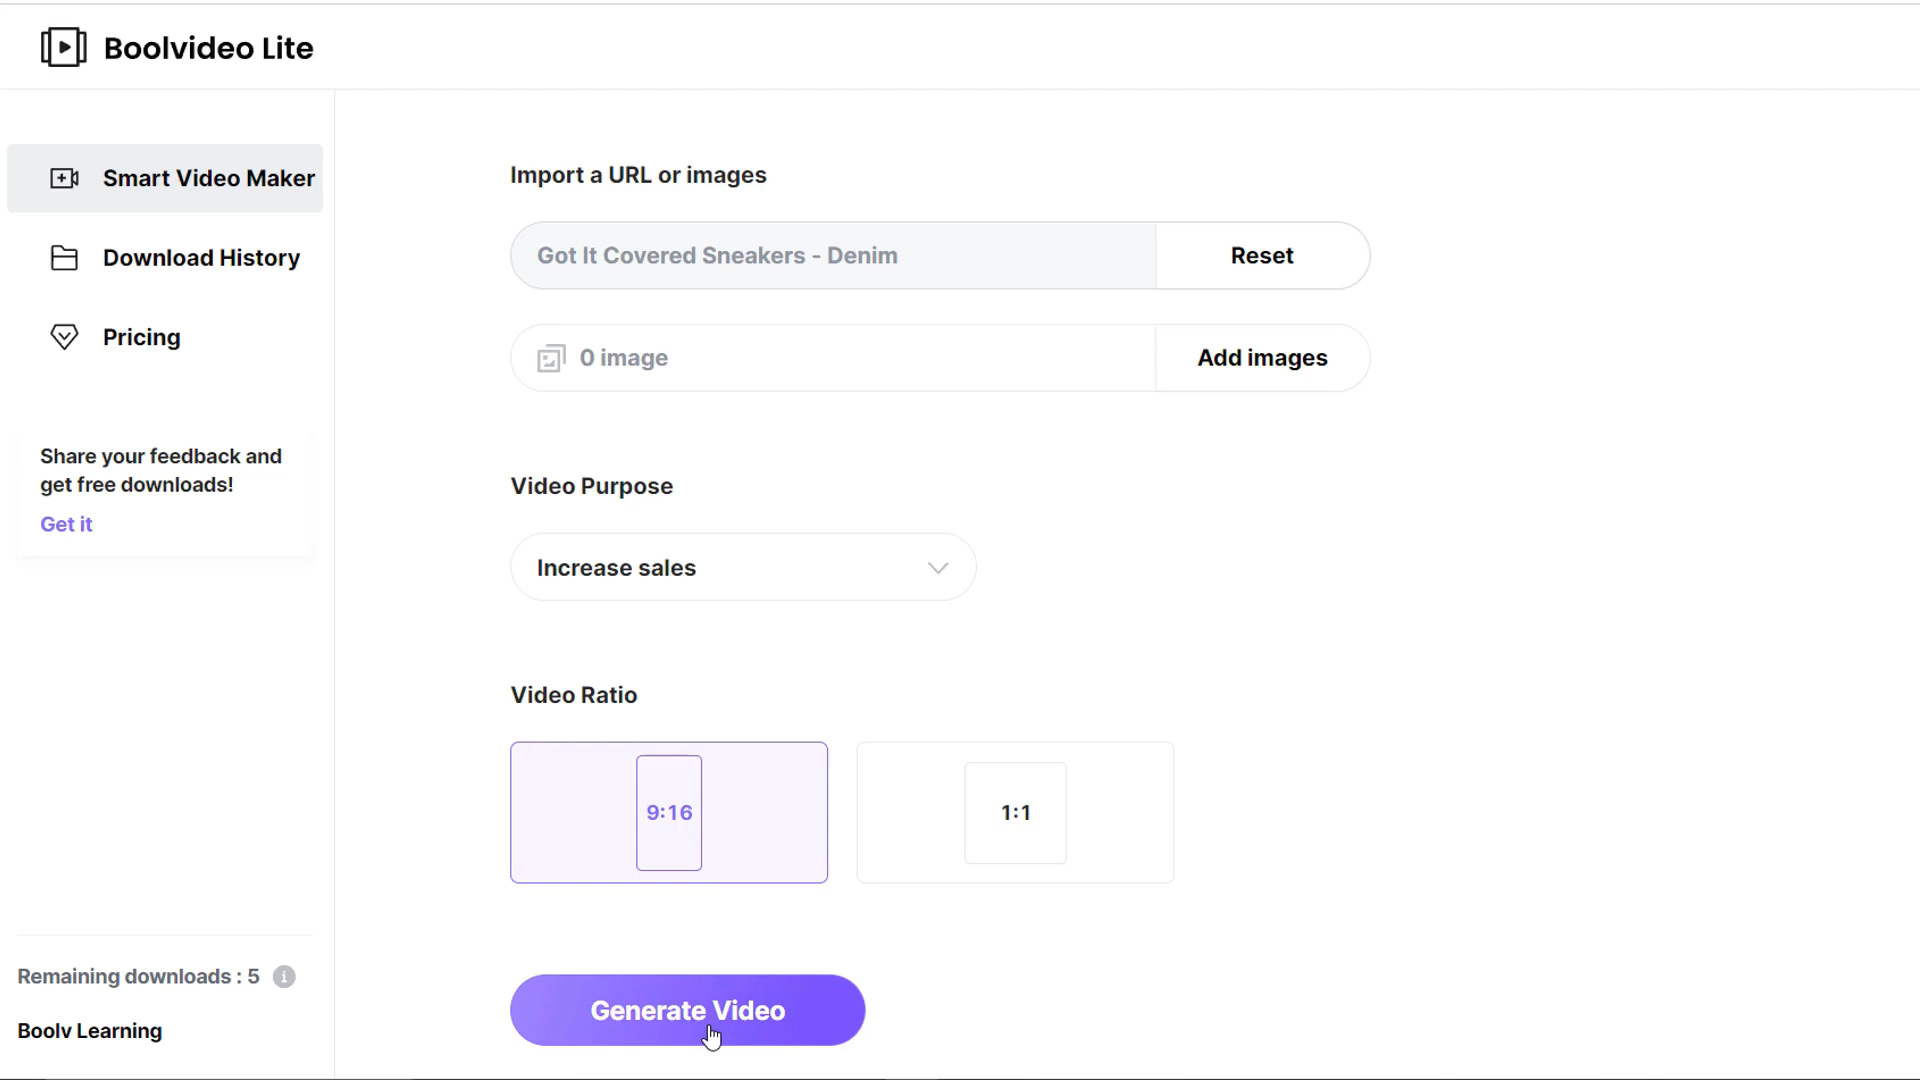 Boolvideo Lite
Smart Video Maker
Download History
Pricing
Share your feedback and
get free downloads!
Get it
Remaining downloads : 5
Boolv Learning
Import a URL or images
Got It Covered Sneakers - Denim
Reset
0 image
Add images
Video Purpose
Increase sales
Video Ratio
9:16
1:1
Generate Video